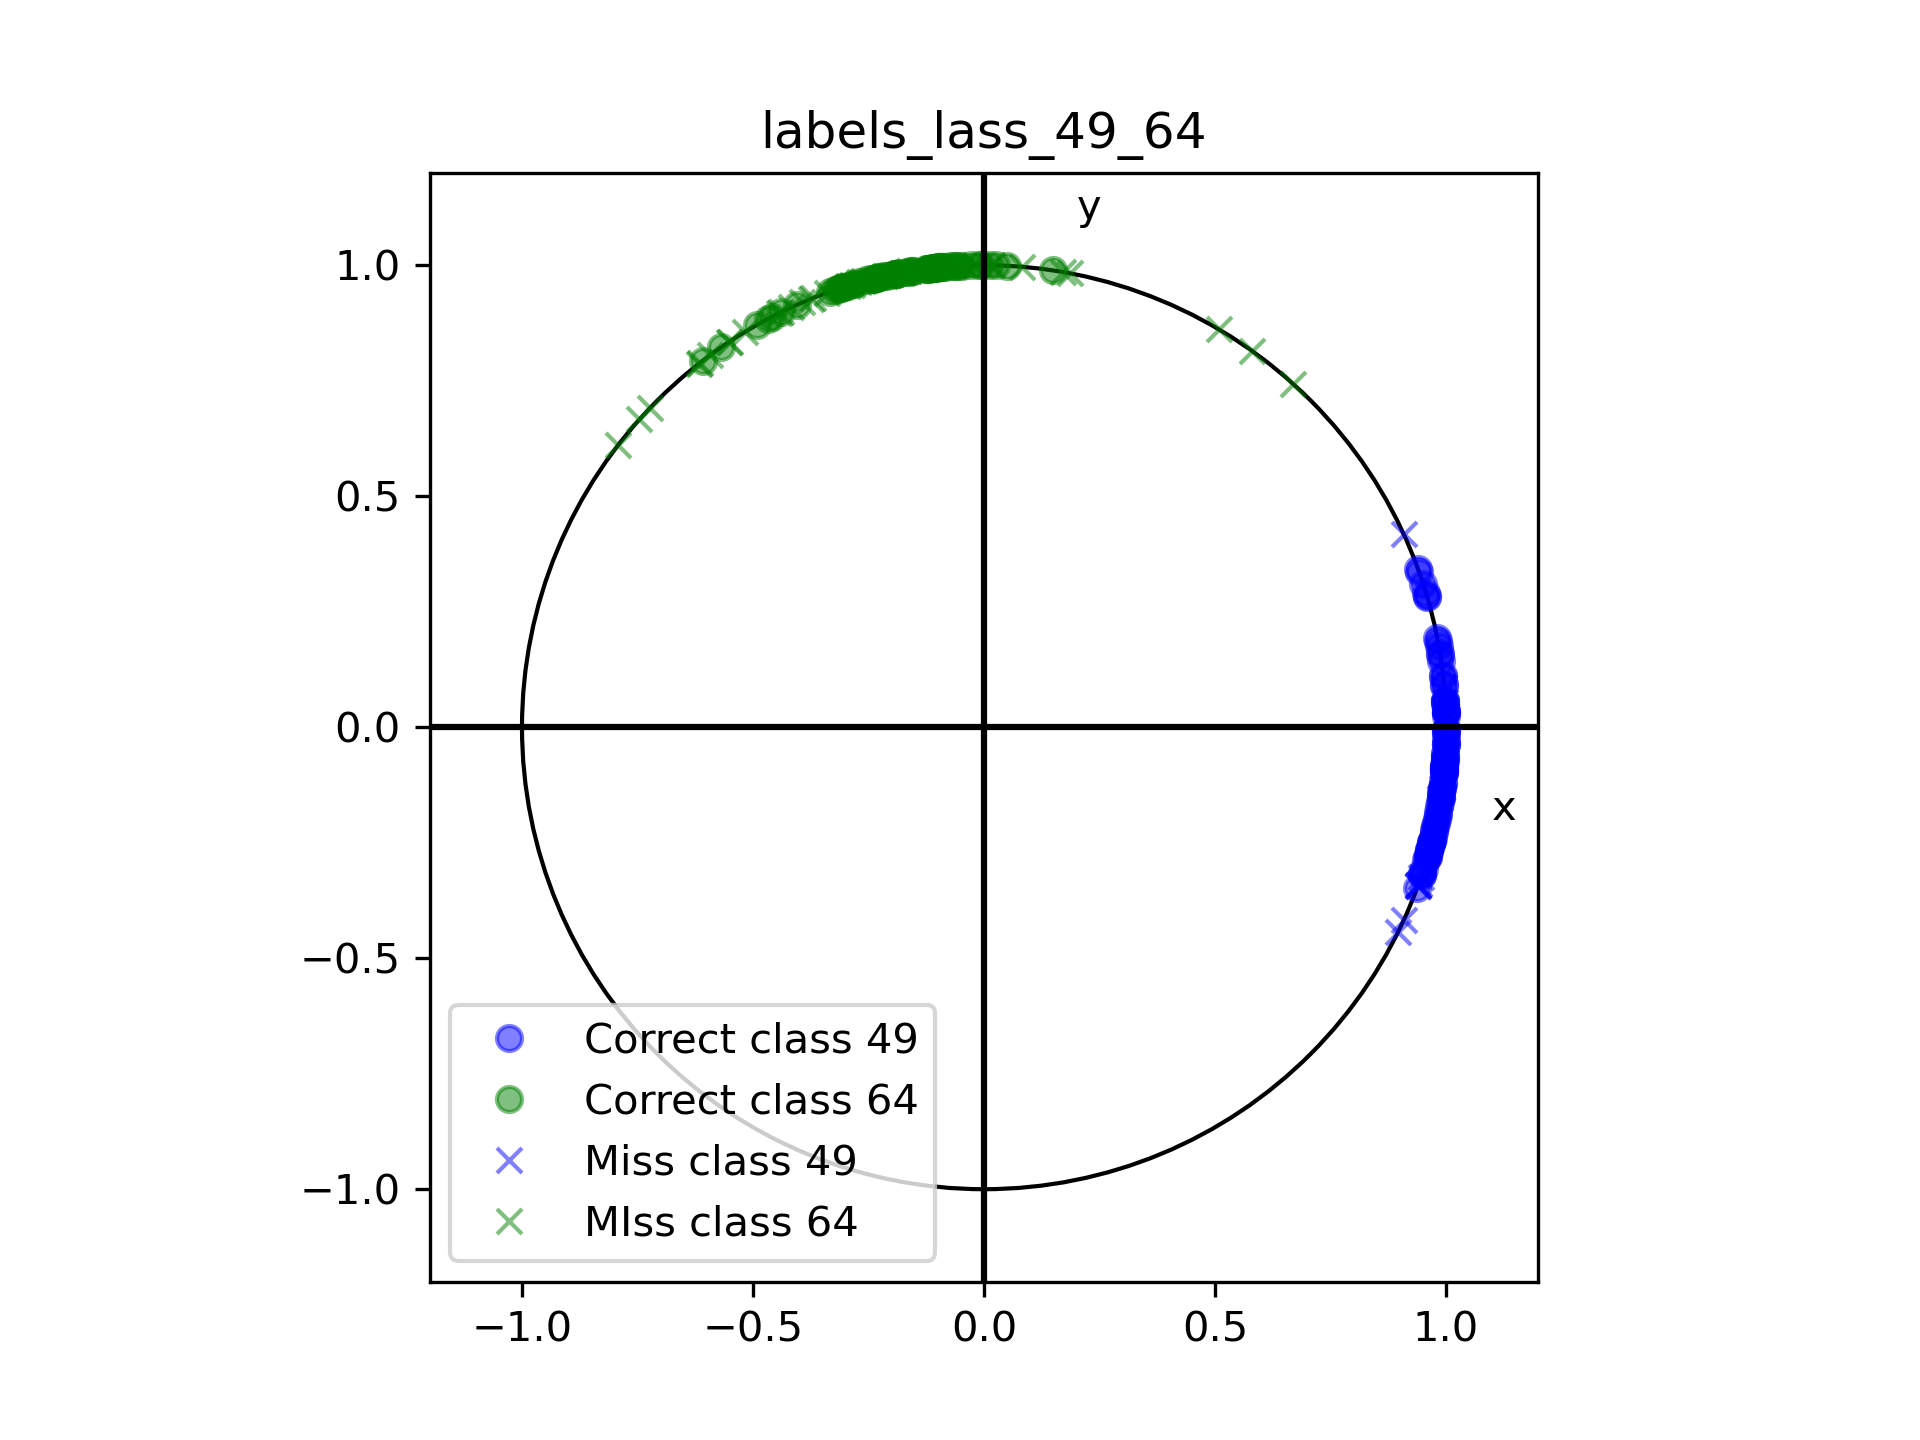 labels_lass_49_64
y
1.0
0.5
0.0
x
−0.5
−1.0
Correct class 49
Correct class 64
Miss class 49
MIss class 64
−1.0 −0.5 0.0 0.5 1.0